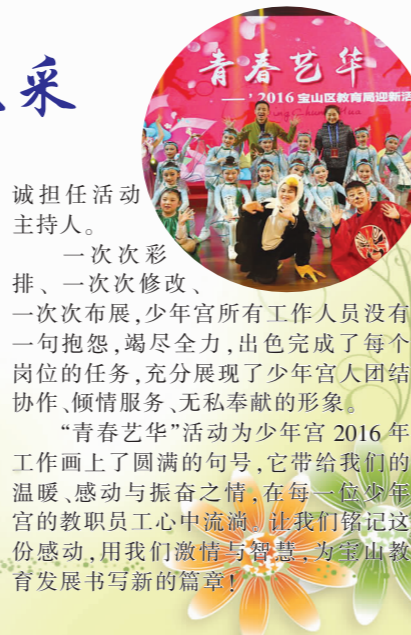 采
青春艺华
——2016 宝山区教育局迎新活
诚担任活动
主持人。
一次次彩
排、一次次修改、
一次次布展,少年宫所有工作人员没有
一句抱怨,竭尽全力,出色完成了每个
岗位的任务,充分展现了少年宫人团结
协作、倾情服务、无私奉献的形象。
“青春艺华”活动为少年宫 2016 年
工作画上了圆满的句号,它带给我们的
温暖、感动与振奋之情,在每一位少年
宫的教职员工心中流淌。让我们铭记这
份感动,用我们激情与智慧,为宝山教
育发展书写新的篇章!